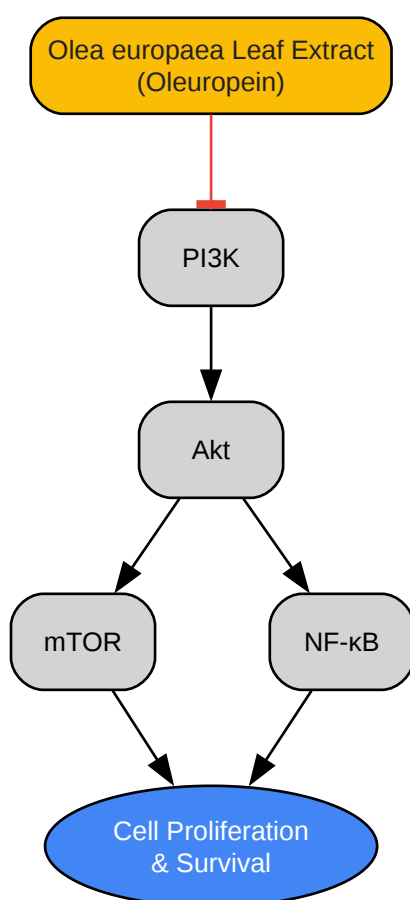 Olea europaea Leaf Extract
(Oleuropein)
PI3K
Akt
mTOR
NF-κB
Cell Proliferation
& Survival